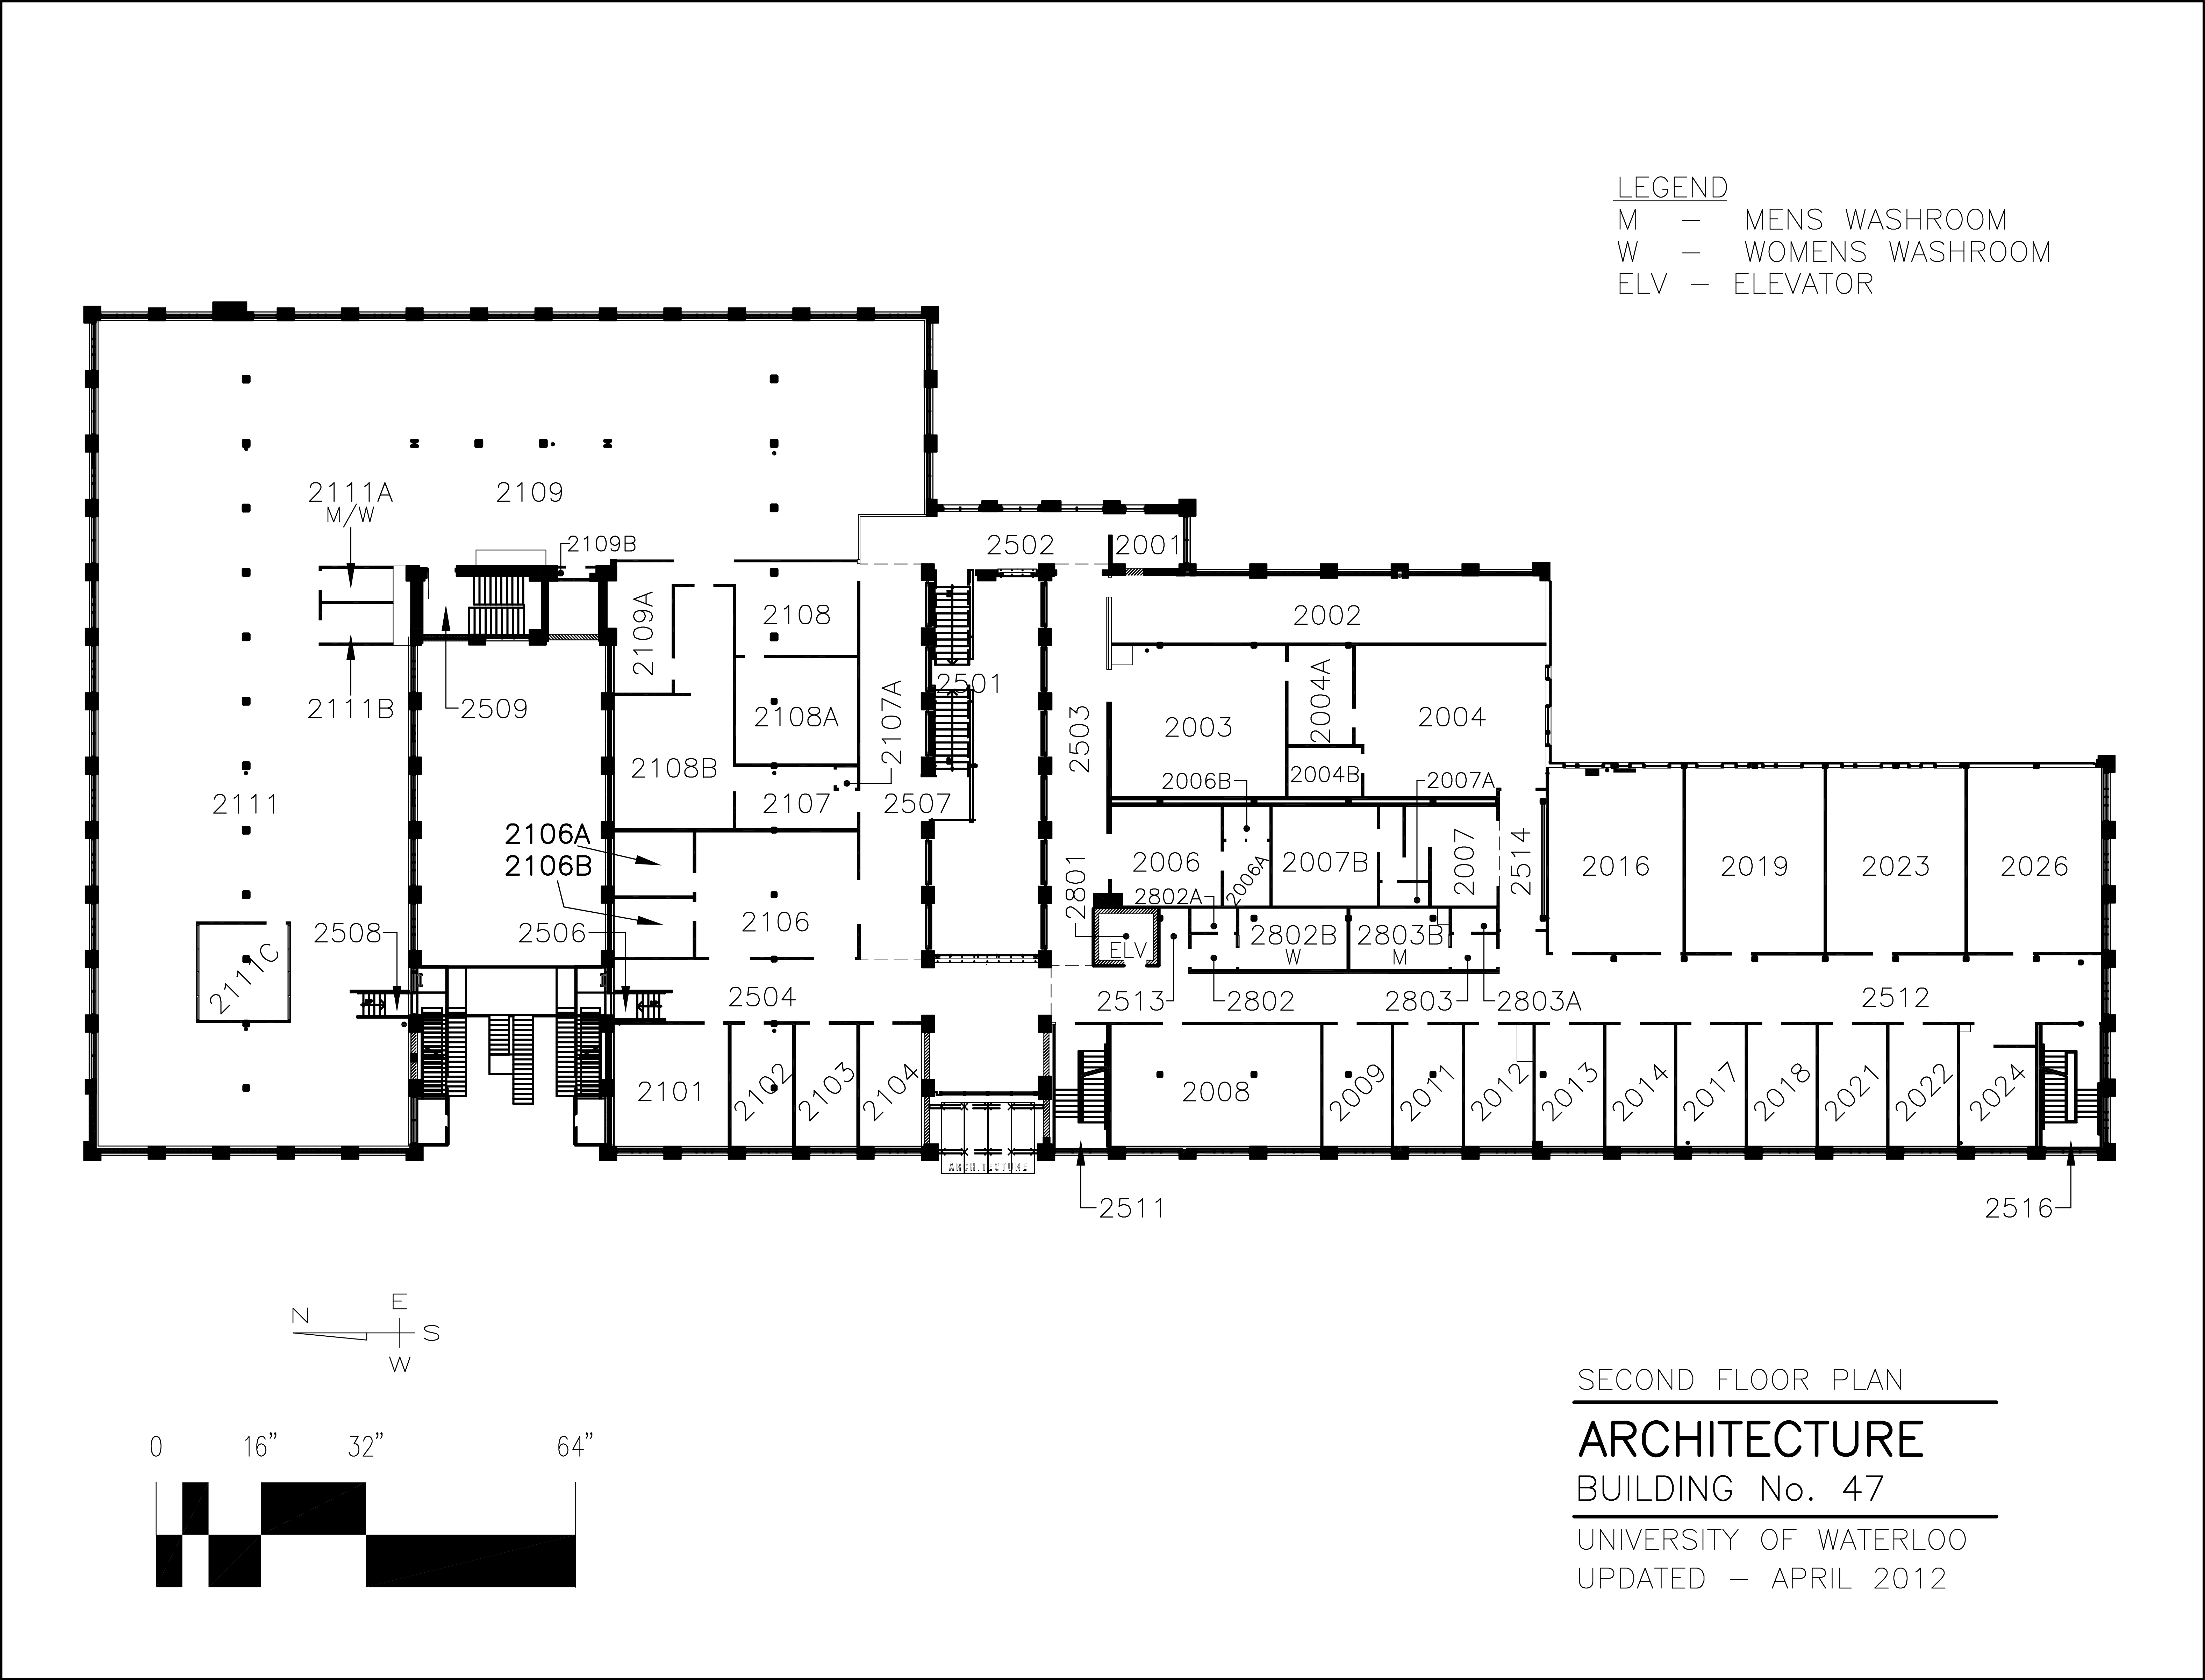 LEGEND
M - MENS WASHROOM
W - WOMENS WASHROOM
ELV - ELEVATOR
2111A
M/W
2109
2109B
2502
2001
2109A
2108
2002
2501
2111B
2509
2108A
2107A
2503
2003
2004A
2004
2108B
2006B
2004B
2007A
2111
2107
2507
2106A
2106B
2006
2006A
2007B
2007
2514
2016
2019
2023
2026
2801
2802A
2508
2506
2106
2111C
ELV
2802B
W
2803B
M
2504
2513
2802
2803
2803A
2512
2101
2102
2103
2104
2008
2009
2011
2012
2013
2014
2017
2018
2021
2022
2024
ARCHITECTURE
2511
2516
N
E
S
W
0 16" 32" 64"
SECOND FLOOR PLAN
ARCHITECTURE
BUILDING No. 47
UNIVERSITY OF WATERLOO
UPDATED - APRIL 2012